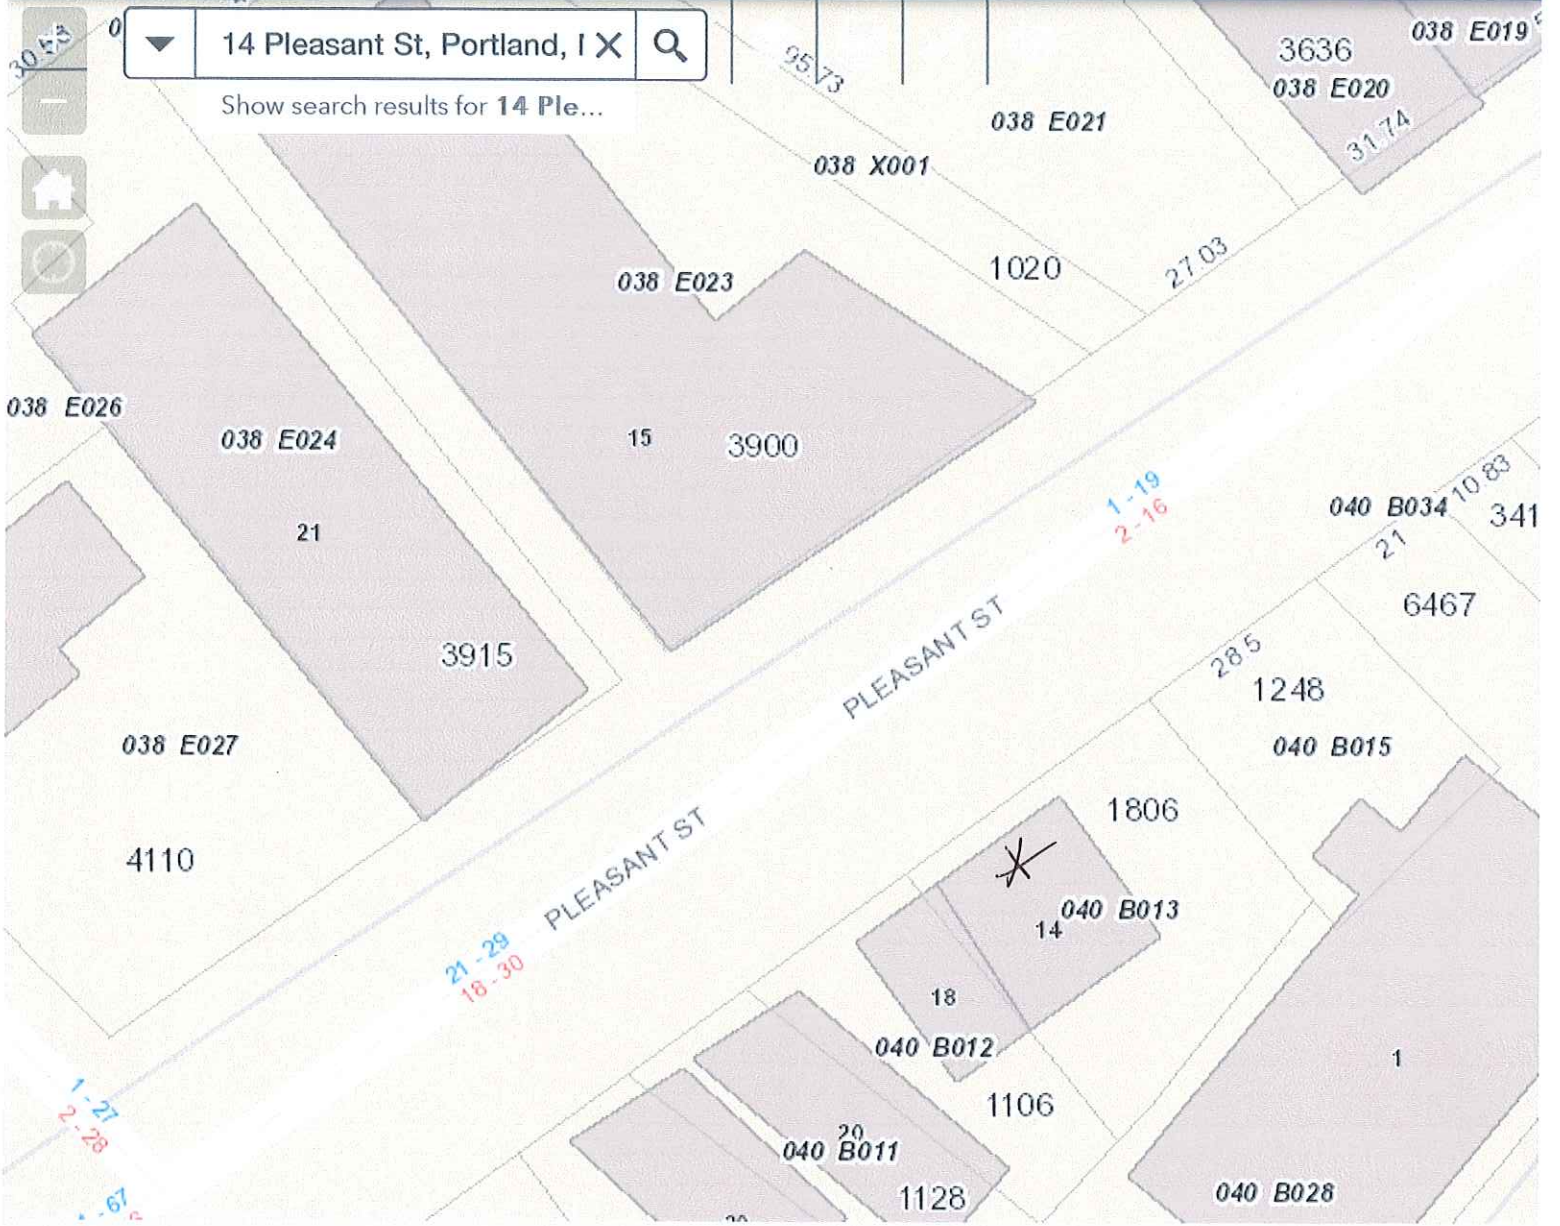 30.53
0
14 Pleasant St, Portland, I
Show search results for 14 Ple...
95.73
038 E021
038 X001
3636
038 E020
038 E019
31.74
1020
27.03
038 E023
15
3900
038 E026
038 E024
21
3915
1 - 19
2 - 16
040 B034
10.83
341
21
6467
28.5
1248
040 B015
PLEASANT ST
038 E027
4110
PLEASANT ST
1806
14
040 B013
21 - 29
18 - 30
18
040 B012
1106
1
1 - 27
2 - 28
20
040 B011
1128
040 B028